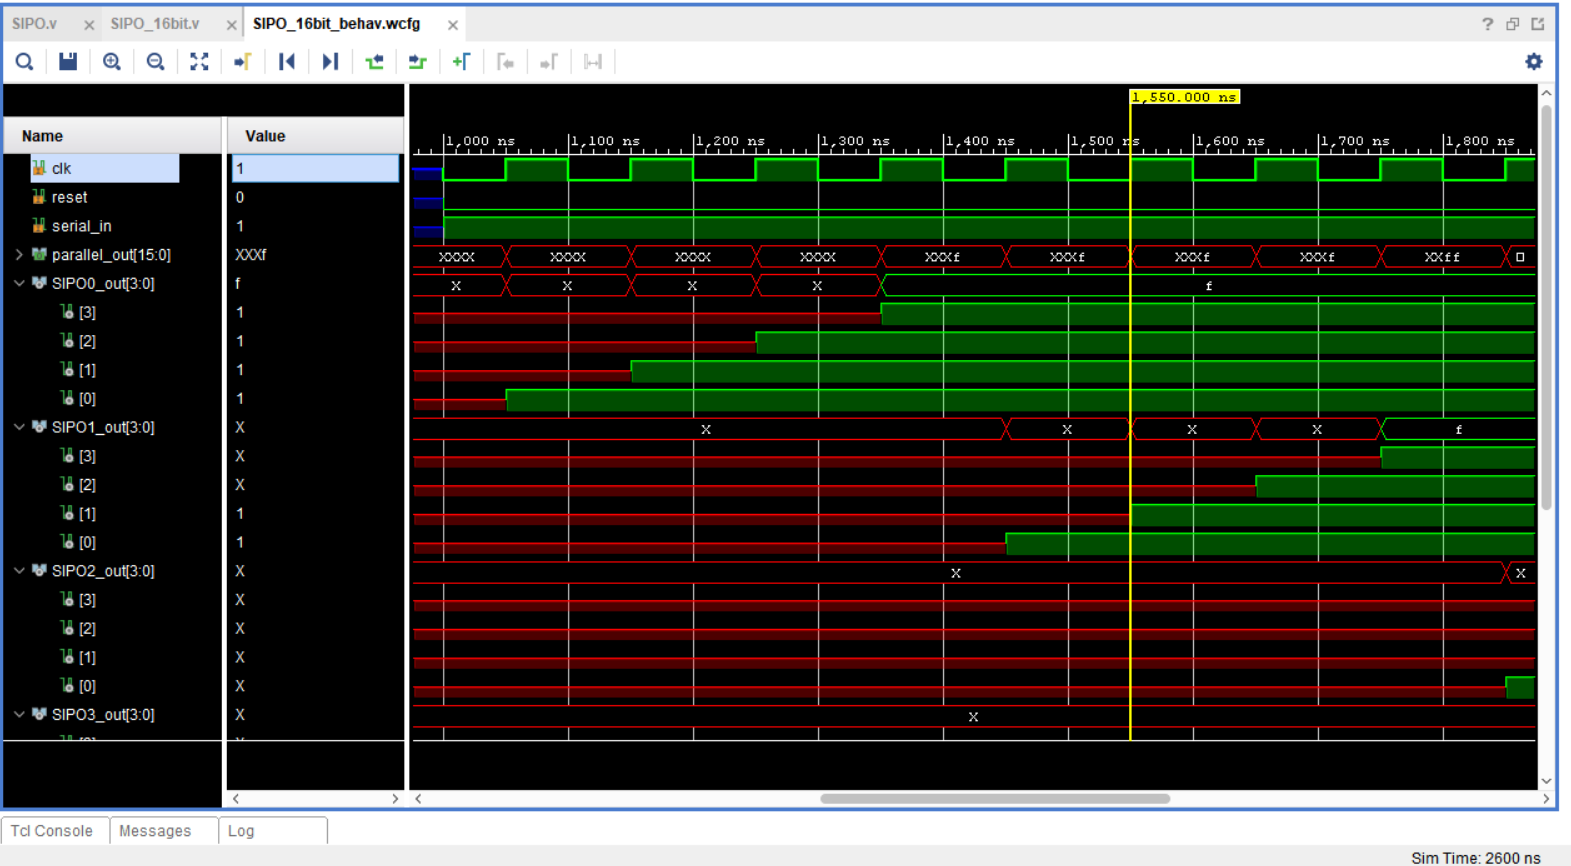 SIPO.v × SIPO_16bit.v × SIPO_16bit_behav.wcfg ×
?
1,550.000 ns
Name Value
1,000 ns 1,100 ns 1,200 ns 1,300 ns 1,400 ns 1,500 ns 1,600 ns 1,700 ns 1,800 ns
clk 1
reset 0
serial_in 1
parallel_out[15:0] XXXf XXXX XXXX XXXX XXXX XXXf XXXf XXXf XXXf XXff
SIPO0_out[3:0] f X X X X f
[3] 1
[2] 1
[1] 1
[0] 1
SIPO1_out[3:0] X X X X X f
[3] X
[2] X
[1] 1
[0] 1
SIPO2_out[3:0] X X X
[3] X
[2] X
[1] X
[0] X
SIPO3_out[3:0] X X
Tcl Console Messages Log
Sim Time: 2600 ns